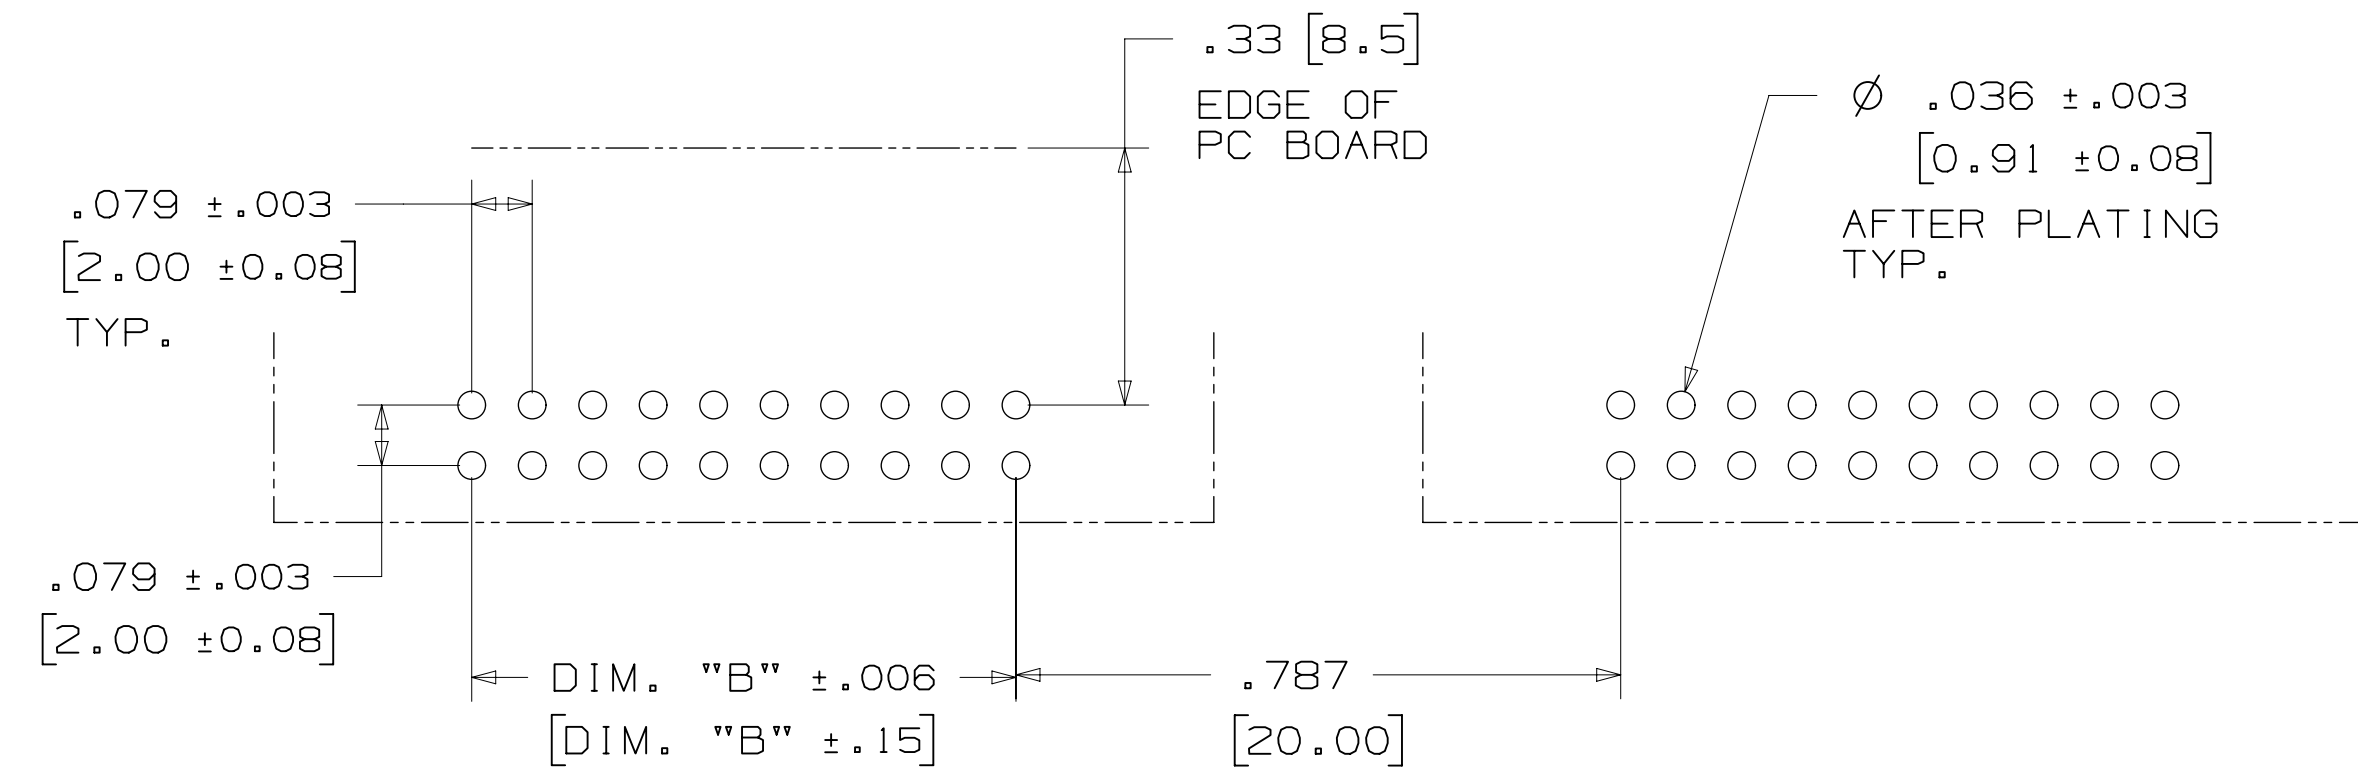 .33 [8.5]
EDGE OF
PC BOARD
Ø .036 ±.003
[0.91 ±0.08]
AFTER PLATING
TYP.
.079 ±.003
[2.00 ±0.08]
TYP.
.079 ±.003
[2.00 ±0.08]
DIM. "B" ±.006
[DIM. "B" ±.15]
.787
[20.00]